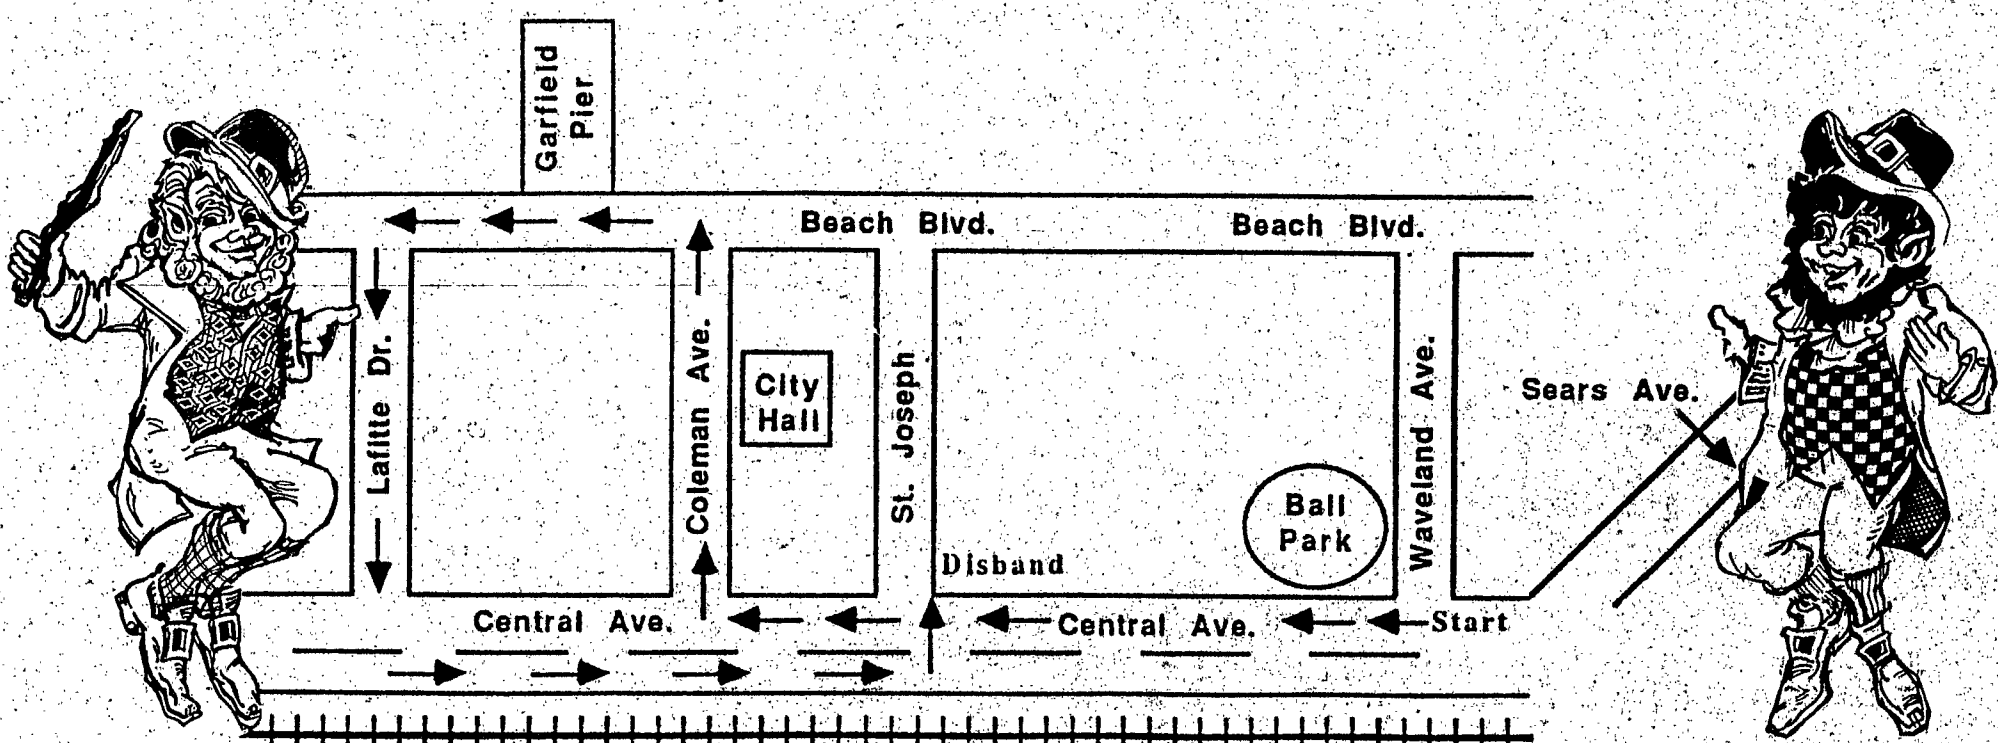 Garfield
Pier
Beach Blvd.
Beach Blvd.
Lafitte Dr.
Coleman Ave.
City
Hall
St. Joseph
Waveland Ave.
Sears Ave.
Ball
Park
Disband
Central Ave.
Central Ave.
Start